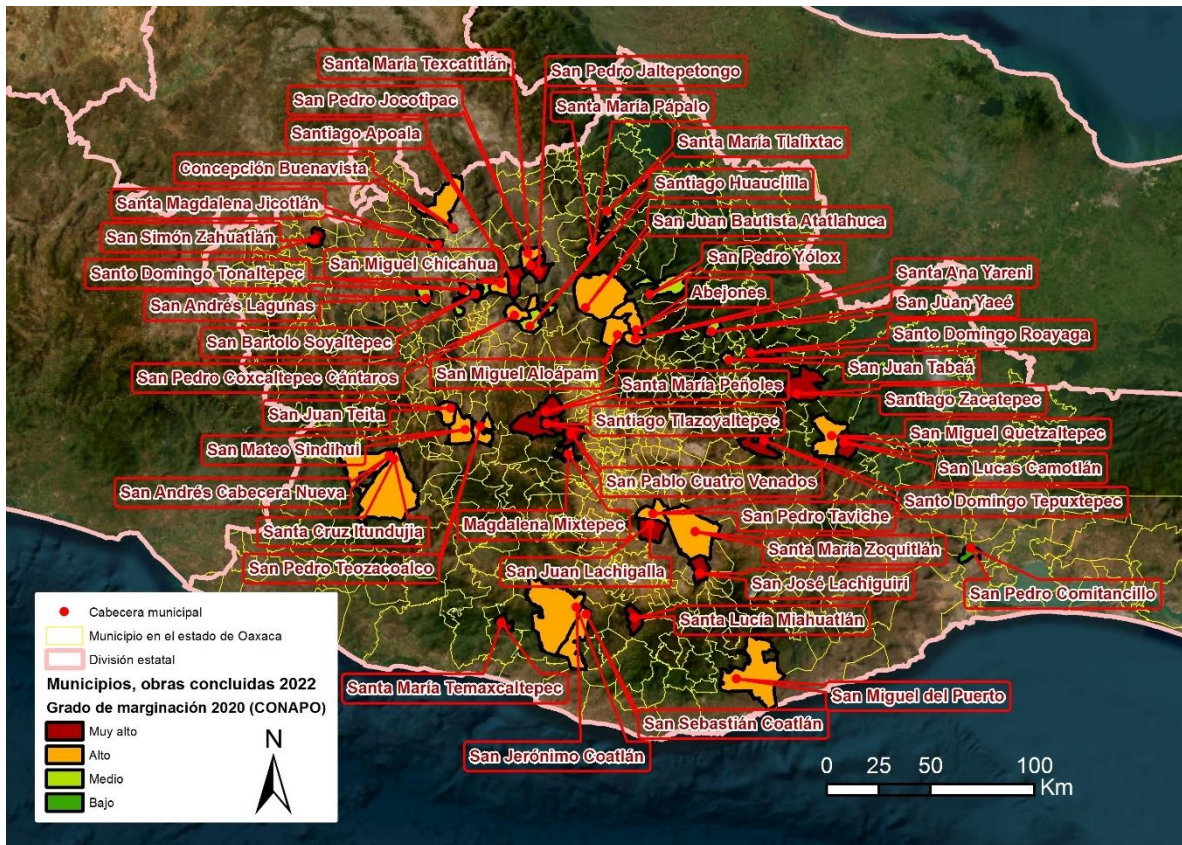 Santa María Texcatitlán
San Pedro Jaltepetongo
San Pedro Jocotipac
Santa María Pápalo
Santiago Apoala
Santa María Tlalixtac
Concepción Buenavista
Santiago Huauclilla
Santa Magdalena Jicotlán
San Juan Bautista Atatlahuca
San Simón Zahuatlán
San Miguel Chicahua
San Pedro Yólox
Santo Domingo Tonaltepec
Santa Ana Yareni
Abejones
San Andrés Lagunas
San Juan Yaeé
San Bartolo Soyaltepec
Santo Domingo Roayaga
San Pedro Coxcaltepec Cántaros
San Miguel Aloápam
San Juan Tabaá
Santa María Peñoles
Santiago Zacatepec
San Juan Teita
Santiago Tlazoyaltepec
San Miguel Quetzaltepec
San Mateo Sindihui
San Lucas Camotlán
San Andrés Cabecera Nueva
San Pablo Cuatro Venados
Santo Domingo Tepuxtepec
Santa Cruz Itundujia
Magdalena Mixtepec
San Pedro Taviche
Santa María Zoquitlán
San Pedro Teozacoalco
San Juan Lachigalla
San José Lachiguiri
San Pedro Comitancillo
Santa Lucía Miahuatlán
Santa María Temaxcaltepec
San Miguel del Puerto
San Sebastián Coatlán
San Jerónimo Coatlán
Cabecera municipal
Municipio en el estado de Oaxaca
División estatal
Municipios, obras concluidas 2022
Grado de marginación 2020 (CONAPO)
Muy alto
Alto
Medio
Bajo
N
0 25 50 100
Km